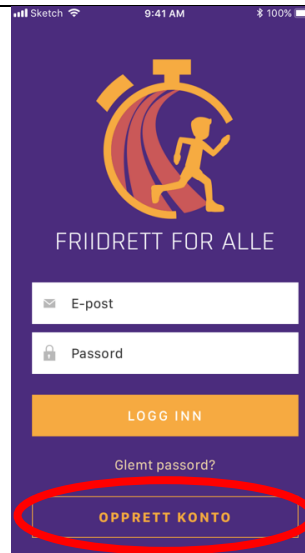 Sketch 9:41 AM 100%
FRIIDRETT FOR ALLE
E-post
Passord
LOGG INN
Glemt passord?
OPPRETT KONTO